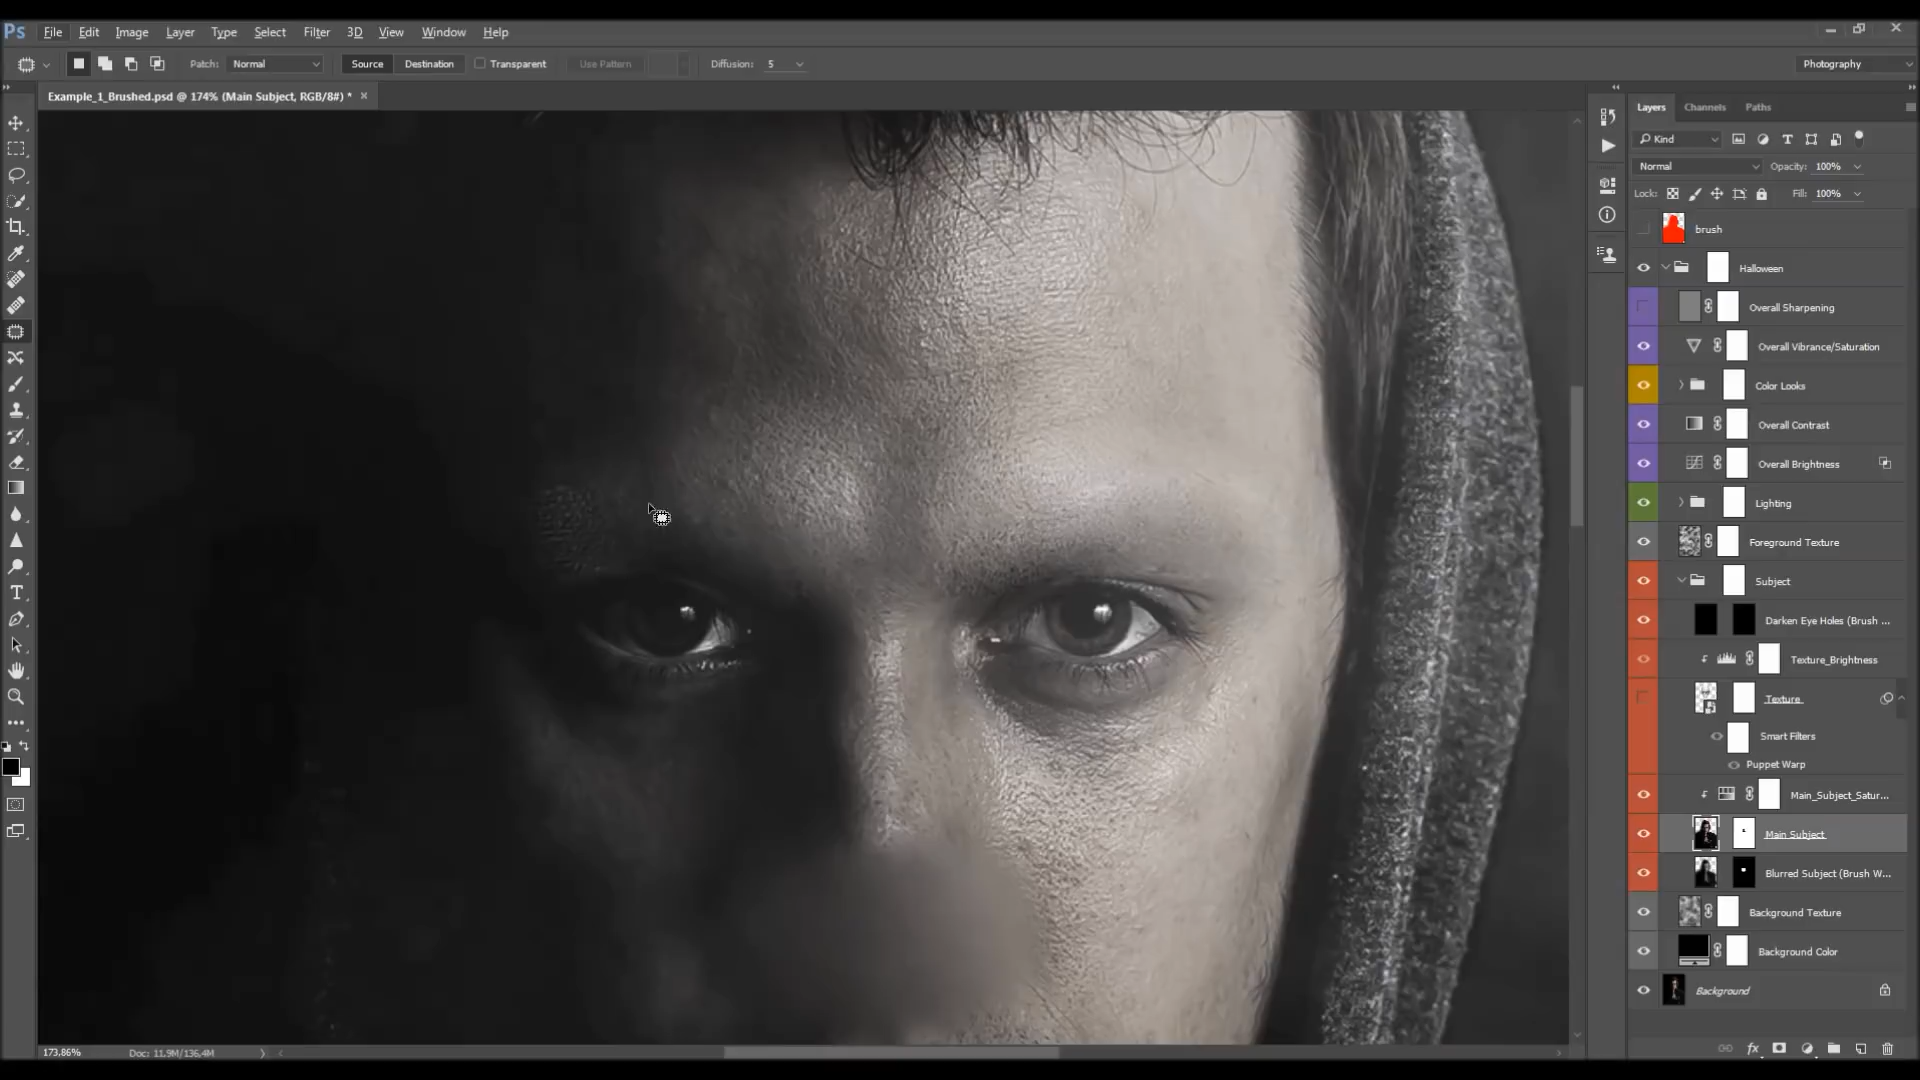 Ps File Edit Image Layer Type Select Filter 3D View Window Help
Patch: Normal Source Destination Transparent Use Pattern Diffusion: 5 Photography
Example_1_Brushed.psd @ 174% (Main Subject, RGB/8#) *
Layers Channels Paths
Kind
Normal Opacity: 100%
Lock: Fill: 100%
brush
Halloween
Overall Sharpening
Overall Vibrance/Saturation
Color Looks
Overall Contrast
Overall Brightness
Lighting
Foreground Texture
Subject
Darken Eye Holes (Brush ...
Texture_Brightness
Texture
Smart Filters
Puppet Warp
Main_Subject_Satur...
Main Subject
Blurred Subject (Brush W...
Background Texture
Background Color
Background
173,86% Doc: 11,9M/136,4M
fx